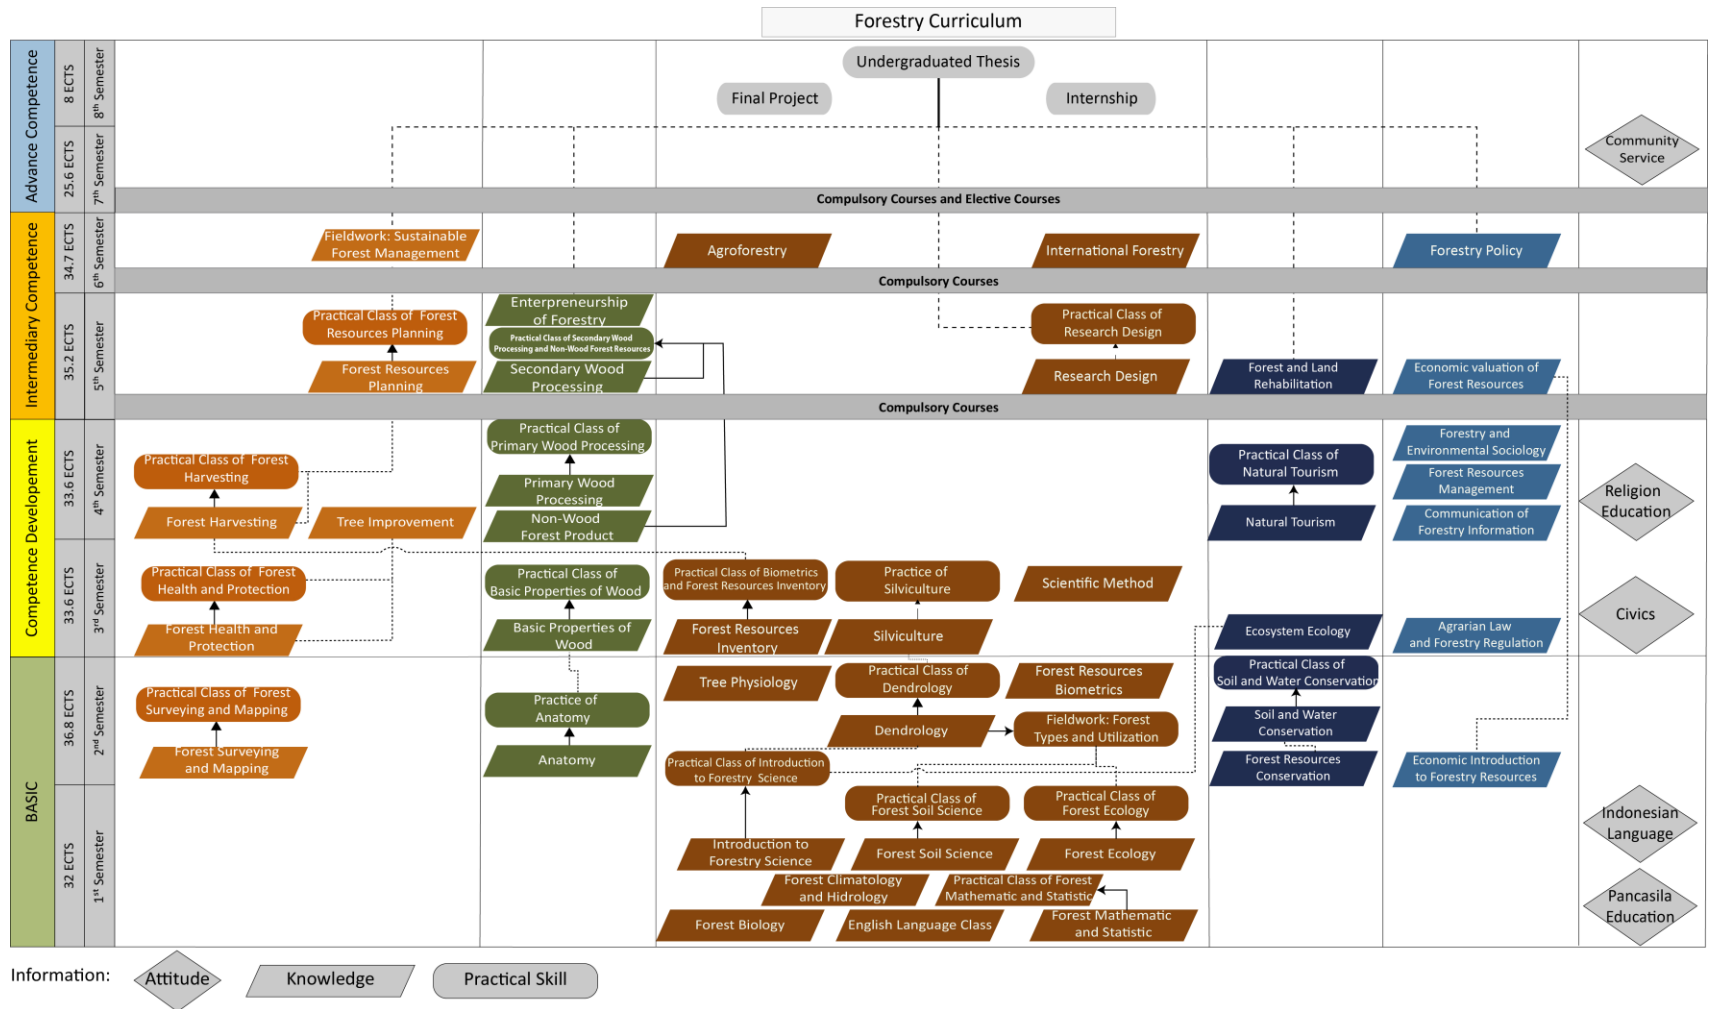 Forestry Curriculum
Advance Competence
8 ECTS
8th Semester
Undergraduated Thesis
Final Project
Internship
25.6 ECTS
7th Semester
Community
Service
Compulsory Courses and Elective Courses
Intermediary Competence
34.7 ECTS
6th Semester
Fieldwork: Sustainable
Forest Management
Agroforestry
International Forestry
Forestry Policy
Compulsory Courses
35.2 ECTS
5th Semester
Practical Class of Forest
Resources Planning
Forest Resources
Planning
Enterpreneurship
of Forestry
Practical Class of Secondary Wood
Processing and Non-Wood Forest Resources
Secondary Wood
Processing
Practical Class of
Research Design
Research Design
Forest and Land
Rehabilitation
Economic valuation of
Forest Resources
Compulsory Courses
Competence Developement
33.6 ECTS
4th Semester
Practical Class of Forest
Harvesting
Forest Harvesting
Tree Improvement
Practical Class of
Primary Wood Processing
Primary Wood
Processing
Non-Wood
Forest Product
Practical Class of
Natural Tourism
Natural Tourism
Forestry and
Environmental Sociology
Forest Resources
Management
Communication of
Forestry Information
Religion
Education
33.6 ECTS
3rd Semester
Practical Class of Forest
Health and Protection
Forest Health and
Protection
Practical Class of
Basic Properties of Wood
Basic Properties of
Wood
Practical Class of Biometrics
and Forest Resources Inventory
Forest Resources
Inventory
Practice of
Silviculture
Silviculture
Scientific Method
Ecosystem Ecology
Agrarian Law
and Forestry Regulation
Civics
BASIC
36.8 ECTS
2nd Semester
Practical Class of Forest
Surveying and Mapping
Forest Surveying
and Mapping
Practice of
Anatomy
Anatomy
Tree Physiology
Practical Class of
Dendrology
Forest Resources
Biometrics
Dendrology
Fieldwork: Forest
Types and Utilization
Practical Class of Introduction
to Forestry Science
Practical Class of
Soil and Water Conservation
Soil and Water
Conservation
Forest Resources
Conservation
Economic Introduction
to Forestry Resources
32 ECTS
1st Semester
Practical Class of
Forest Soil Science
Practical Class of
Forest Ecology
Introduction to
Forestry Science
Forest Soil Science
Forest Ecology
Forest Climatology
and Hidrology
Practical Class of Forest
Mathematic and Statistic
Forest Biology
English Language Class
Forest Mathematic
and Statistic
Indonesian
Language
Pancasila
Education
Information:
Attitude
Knowledge
Practical Skill